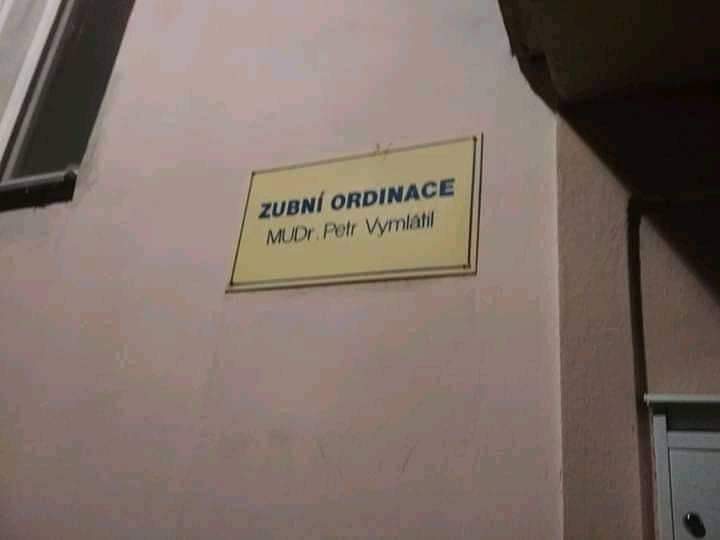 ZUBNÍ ORDINACE
MUDr. Petr Vymlátil